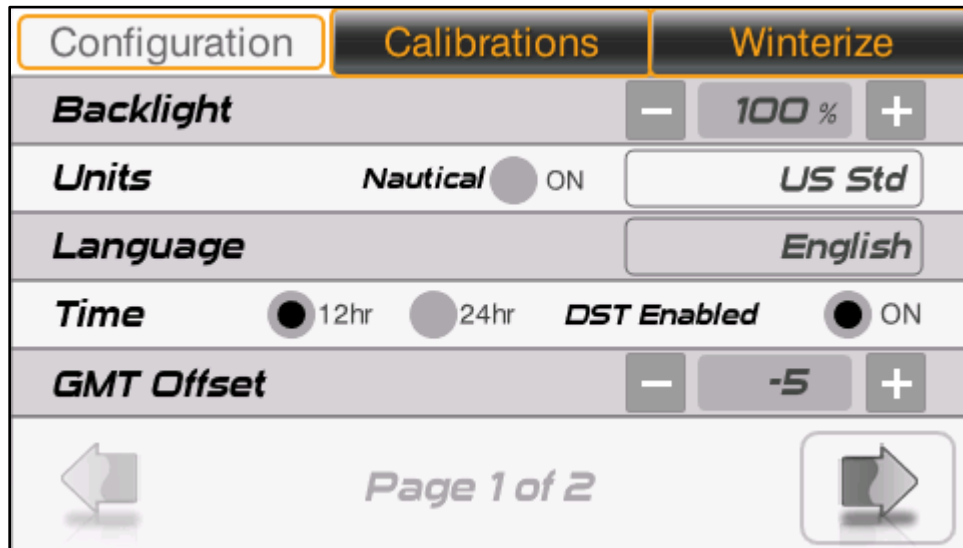 Configuration Calibrations Winterize
Backlight − 100 % +
Units Nautical ON US Std
Language English
Time 12hr 24hr DST Enabled ON
GMT Offset − -5 +
Page 1 of 2